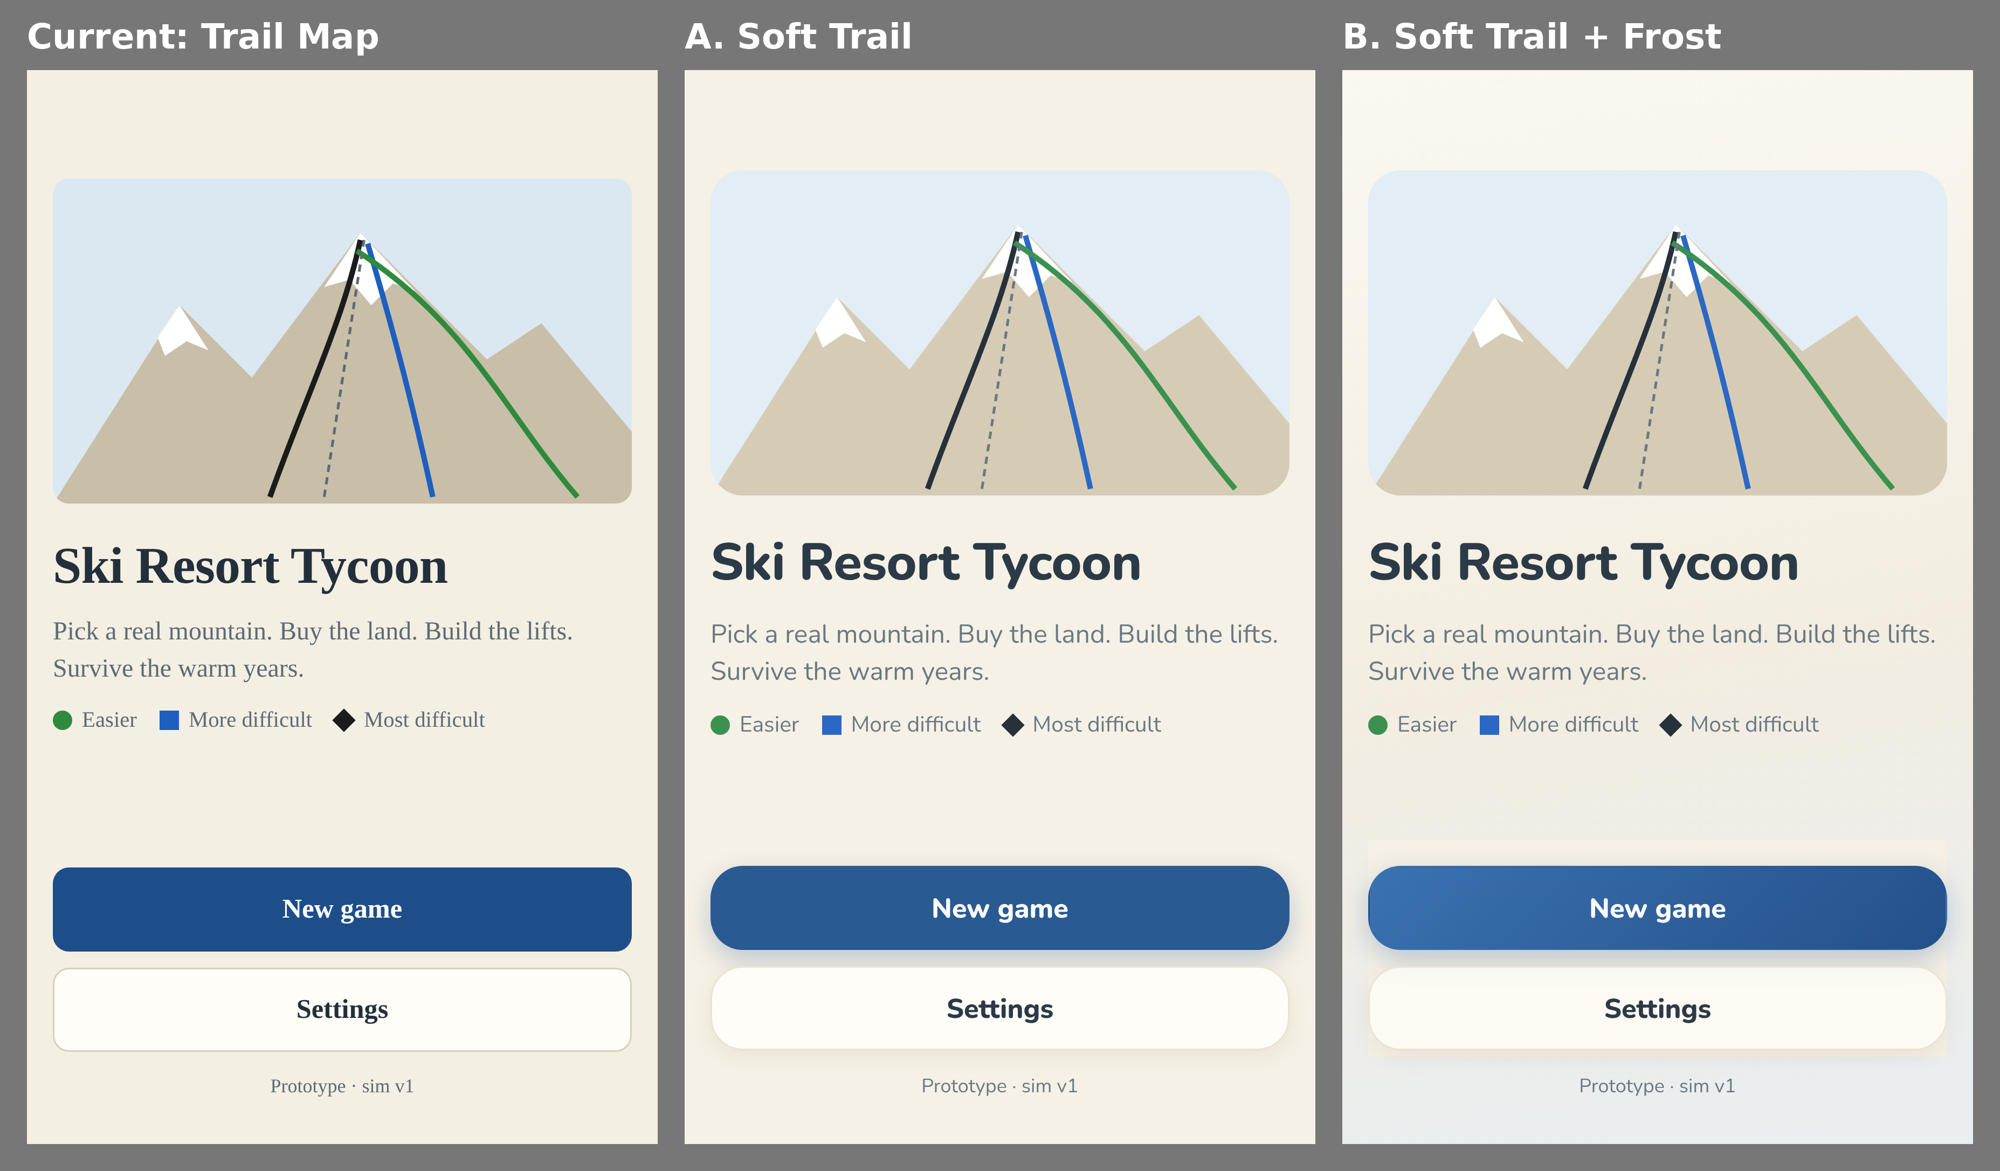 Current: Trail Map
Ski Resort Tycoon
Pick a real mountain. Buy the land. Build the lifts.
Survive the warm years.
Easier More difficult Most difficult
New game
Settings
Prototype · sim v1
A. Soft Trail
Ski Resort Tycoon
Pick a real mountain. Buy the land. Build the lifts.
Survive the warm years.
Easier More difficult Most difficult
New game
Settings
Prototype · sim v1
B. Soft Trail + Frost
Ski Resort Tycoon
Pick a real mountain. Buy the land. Build the lifts.
Survive the warm years.
Easier More difficult Most difficult
New game
Settings
Prototype · sim v1